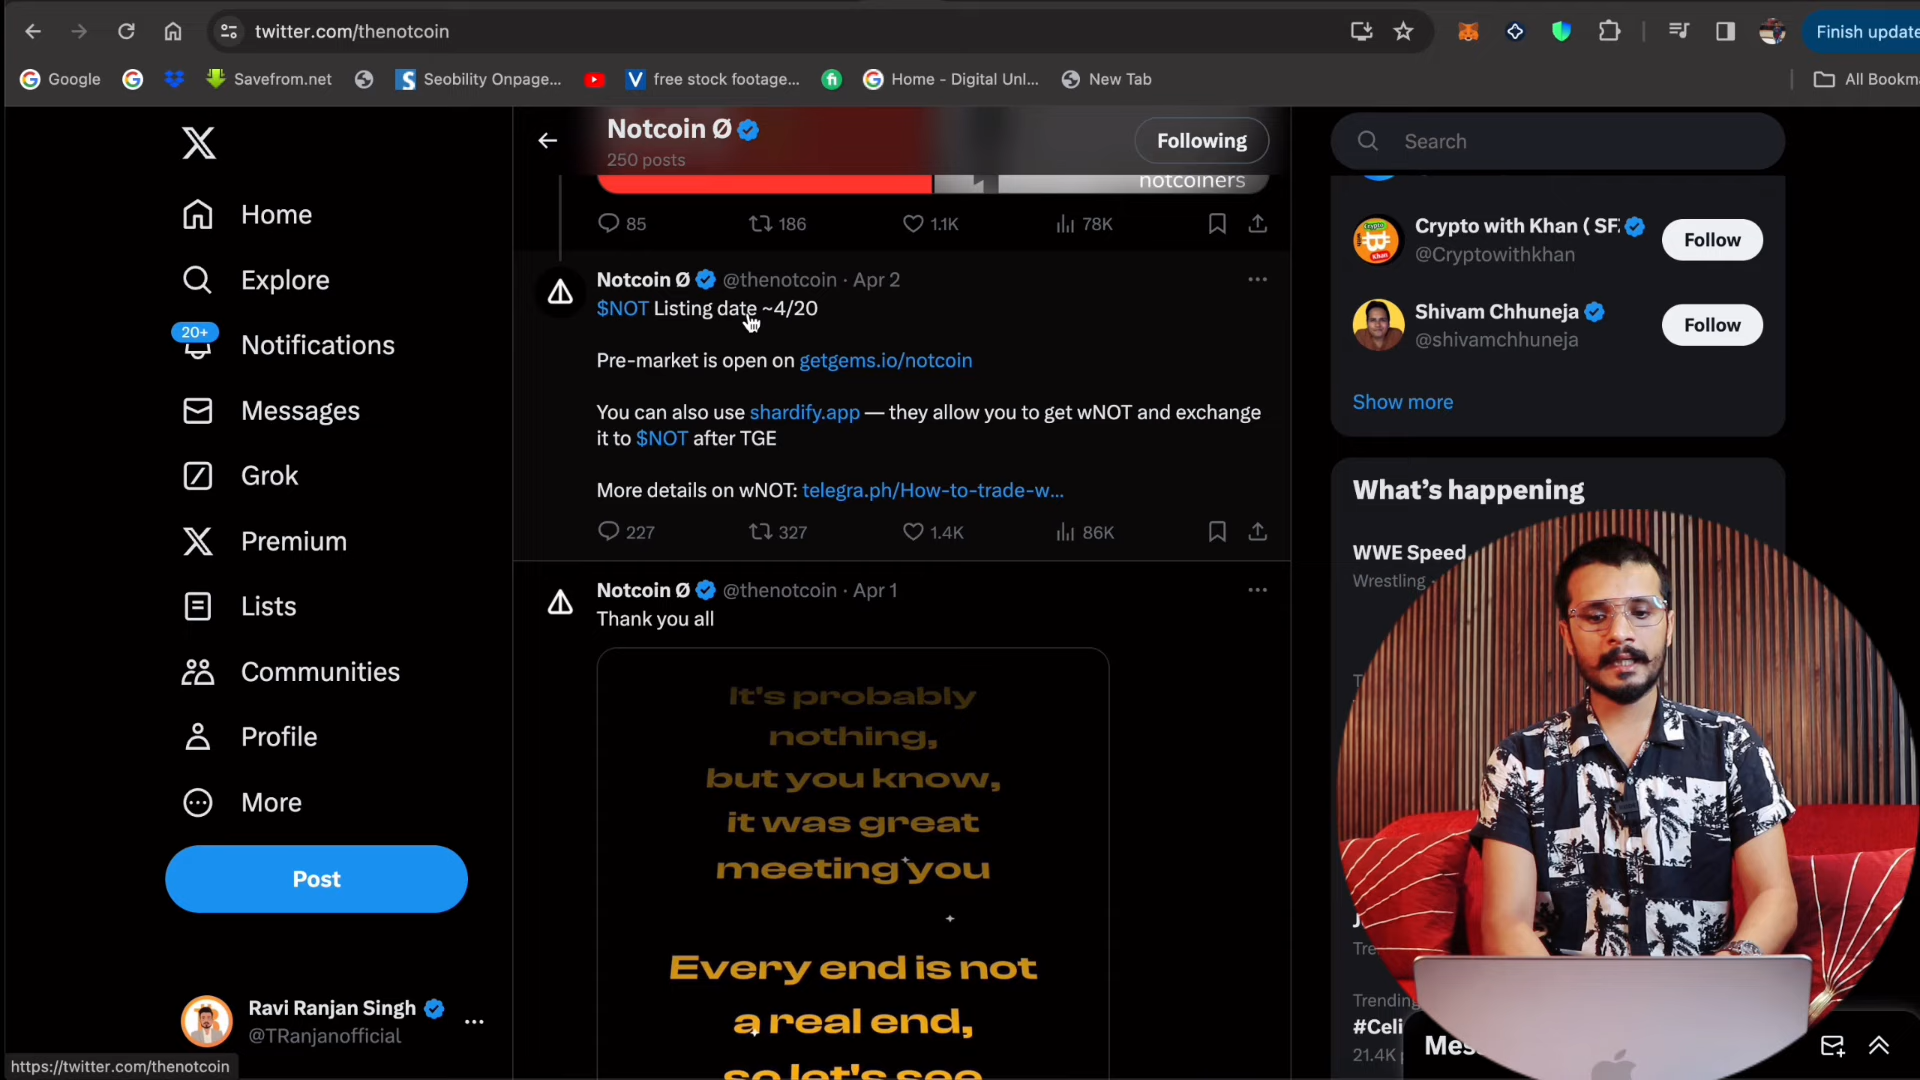 twitter.com/thenotcoin
Finish update
Google
Savefrom.net
Seobility Onpage...
free stock footage...
Home - Digital Unl...
New Tab
All Bookma
Notcoin Ø
250 posts
Following
Search
notcoiners
85 186 1.1K 78K
Home
Explore
20+
Notifications
Messages
Grok
Premium
Lists
Communities
Profile
More
Post
Ravi Ranjan Singh
@TRanjanofficial
https://twitter.com/thenotcoin
Notcoin Ø @thenotcoin · Apr 2
$NOT Listing date ~4/20
Pre-market is open on getgems.io/notcoin
You can also use shardify.app — they allow you to get wNOT and exchange
it to $NOT after TGE
More details on wNOT: telegra.ph/How-to-trade-w...
227 327 1.4K 86K
Notcoin Ø @thenotcoin · Apr 1
Thank you all
It's probably
nothing,
but you know,
it was great
meeting you
Every end is not
a real end,
so let's see
Crypto with Khan ( SF
@Cryptowithkhan
Follow
Shivam Chhuneja
@shivamchhuneja
Follow
Show more
What's happening
WWE Speed
Wrestling
Trending
#Celi
21.4K
Mes